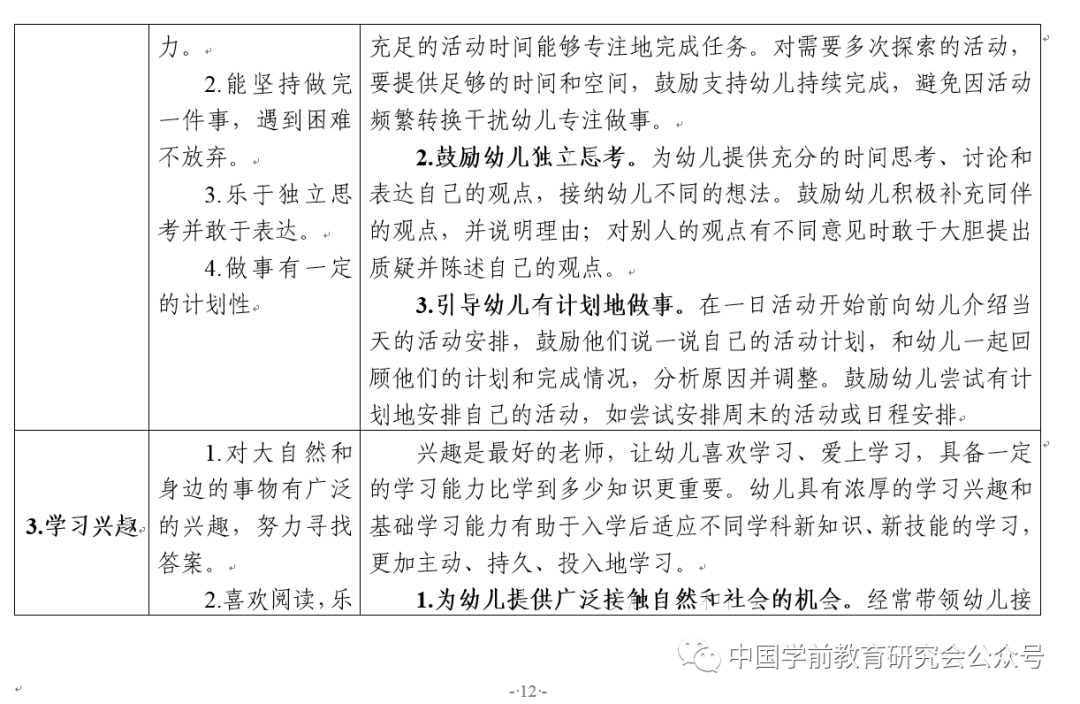 力。
2.能坚持做完
一件事，遇到困难
不放弃。
3.乐于独立思
考并敢于表达。
4.做事有一定
的计划性
充足的活动时间能够专注地完成任务。对需要多次探索的活动，
要提供足够的时间和空间，鼓励支持幼儿持续完成，避免因活动
频繁转换干扰幼儿专注做事。
2.鼓励幼儿独立思考。为幼儿提供充分的时间思考、讨论和
表达自己的观点，接纳幼儿不同的想法。鼓励幼儿积极补充同伴
的观点，并说明理由；对别人的观点有不同意见时敢于大胆提出
质疑并陈述自己的观点。
3.引导幼儿有计划地做事。在一日活动开始前向幼儿介绍当
天的活动安排，鼓励他们说一说自己的活动计划，和幼儿一起回
顾他们的计划和完成情况，分析原因并调整。鼓励幼儿尝试有计
划地安排自己的活动，如尝试安排周末的活动或日程安排
3.学习兴趣
1.对大自然和
身边的事物有广泛
的兴趣，努力寻找
答案。
2.喜欢阅读，乐
兴趣是最好的老师，让幼儿喜欢学习、爱上学习，具备一定
的学习能力比学到多少知识更重要。幼儿具有浓厚的学习兴趣和
基础学习能力有助于入学后适应不同学科新知识、新技能的学习，
更加主动、持久、投入地学习。
1.为幼儿提供广泛接触自然和社会的机会。经常带领幼儿接
中国学前教育研究会公众号
-·12·-